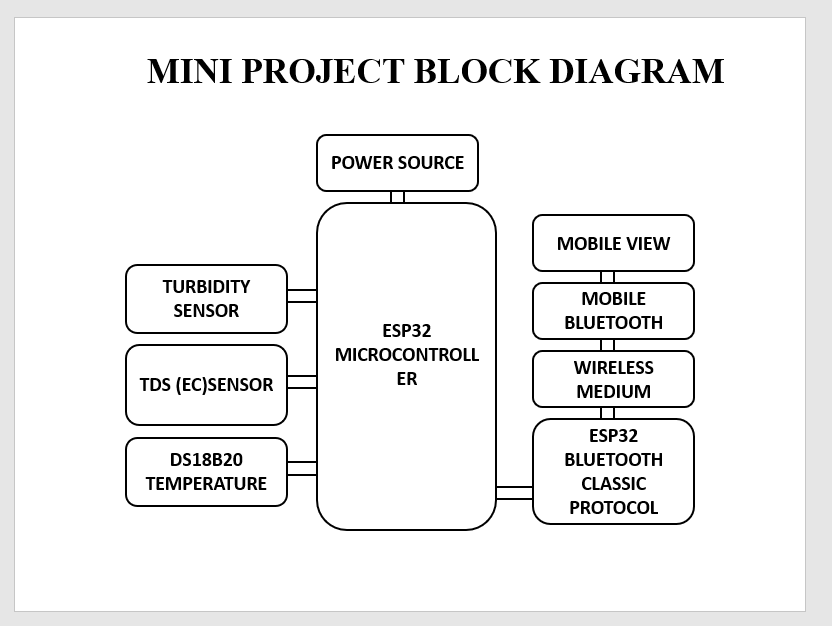 MINI PROJECT BLOCK DIAGRAM
POWER SOURCE
TURBIDITY
SENSOR
TDS (EC)SENSOR
DS18B20
TEMPERATURE
ESP32
MICROCONTROLL
ER
MOBILE VIEW
MOBILE
BLUETOOTH
WIRELESS
MEDIUM
ESP32
BLUETOOTH
CLASSIC
PROTOCOL